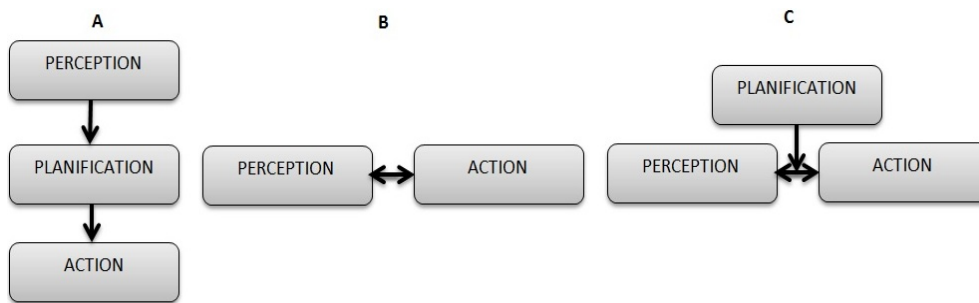 A
PERCEPTION
PLANIFICATION
ACTION
B
PERCEPTION
ACTION
C
PLANIFICATION
PERCEPTION
ACTION